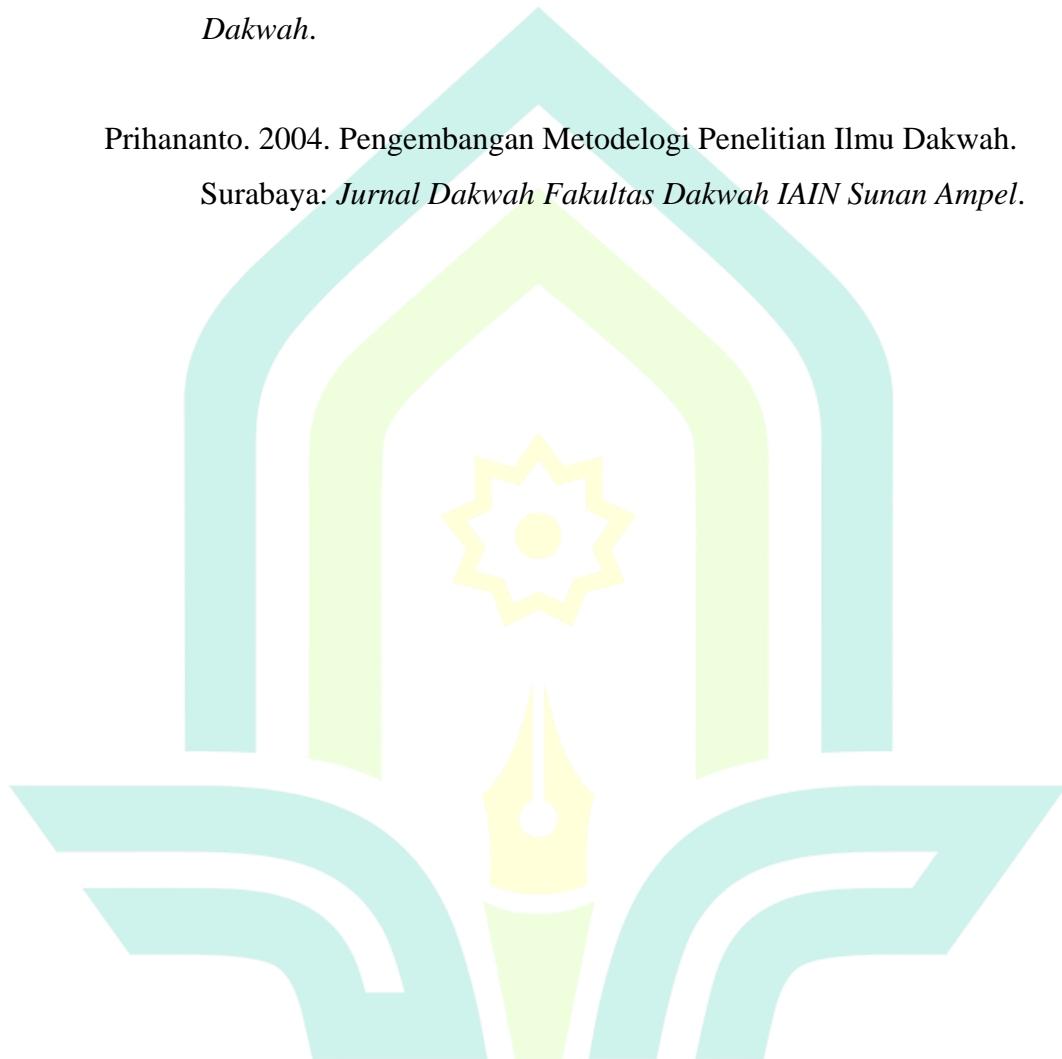 Dakwah.
Prihananto. 2004. Pengembangan Metodelogi Penelitian Ilmu Dakwah.
Surabaya: Jurnal Dakwah Fakultas Dakwah IAIN Sunan Ampel.